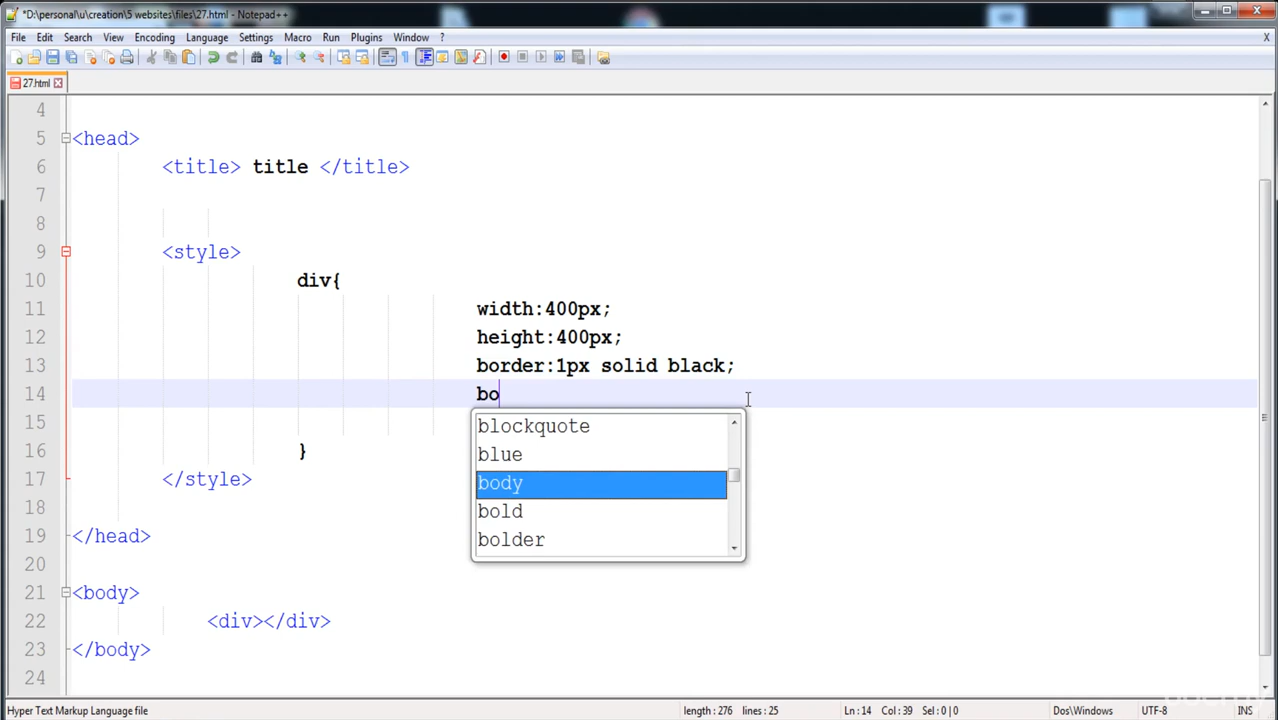 *D:\personal\u\creation\5 websites\files\27.html - Notepad++
File Edit Search View Encoding Language Settings Macro Run Plugins Window ? X
27.html
4
5 <head>
6 <title> title </title>
7
8
9 <style>
10 div{
11 width:400px;
12 height:400px;
13 border:1px solid black;
14 bo
15
16 }
17 </style>
18
19 </head>
20
21 <body>
22 <div></div>
23 </body>
24
blockquote
blue
body
bold
bolder
Hyper Text Markup Language file length : 276 lines : 25 Ln : 14 Col : 39 Sel : 0 | 0 Dos\Windows UTF-8 INS